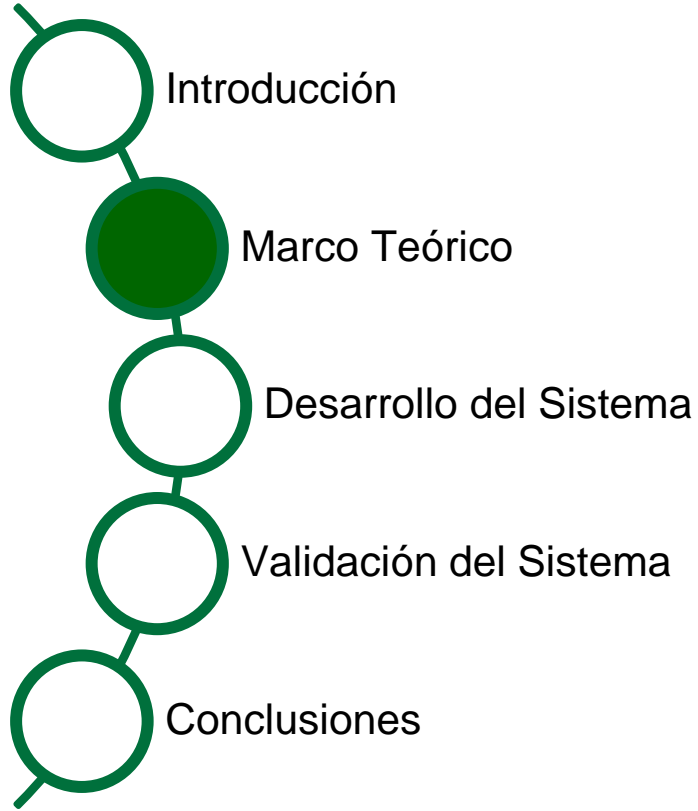 Introducción
Marco Teórico
Desarrollo del Sistema
Validación del Sistema
Conclusiones